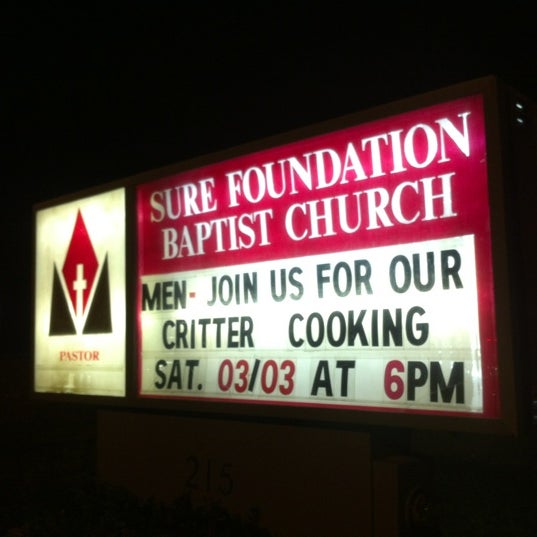 SURE FOUNDATION
BAPTIST CHURCH
MEN- JOIN US FOR OUR
CRITTER COOKING
SAT. 03/03 AT 6PM
PASTOR
215